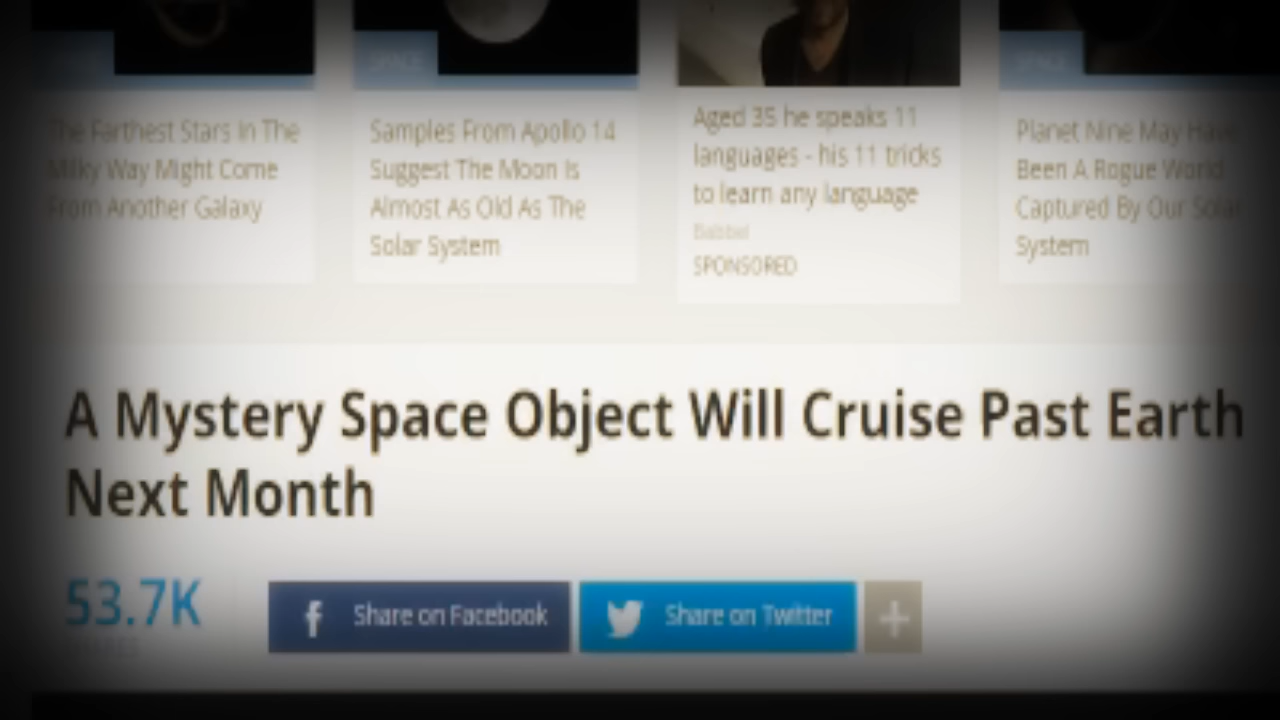 The Farthest Stars In The
Milky Way Might Come
From Another Galaxy
SPACE
Samples From Apollo 14
Suggest The Moon Is
Almost As Old As The
Solar System
Aged 35 he speaks 11
languages - his 11 tricks
to learn any language
Babbel
SPONSORED
SPACE
Planet Nine May Have
Been A Rogue World
Captured By Our Solar
System
A Mystery Space Object Will Cruise Past Earth
Next Month
53.7K
SHARES
Share on Facebook
Share on Twitter
+